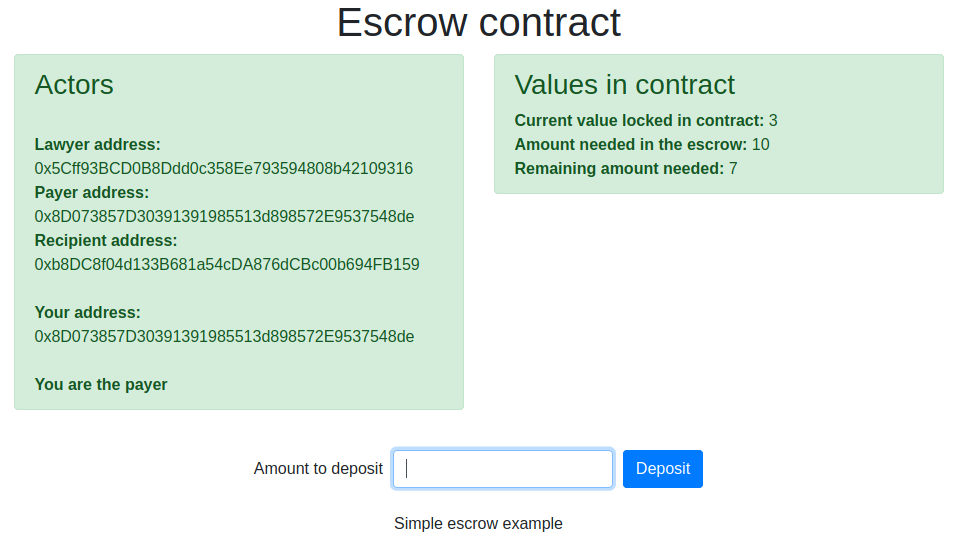 Escrow contract
Actors
Lawyer address:
0x5Cff93BCD0B8Ddd0c358Ee793594808b42109316
Payer address:
0x8D073857D30391391985513d898572E9537548de
Recipient address:
0xb8DC8f04d133B681a54cDA876dCBc00b694FB159
Your address:
0x8D073857D30391391985513d898572E9537548de
You are the payer
Values in contract
Current value locked in contract: 3
Amount needed in the escrow: 10
Remaining amount needed: 7
Amount to deposit
Deposit
Simple escrow example